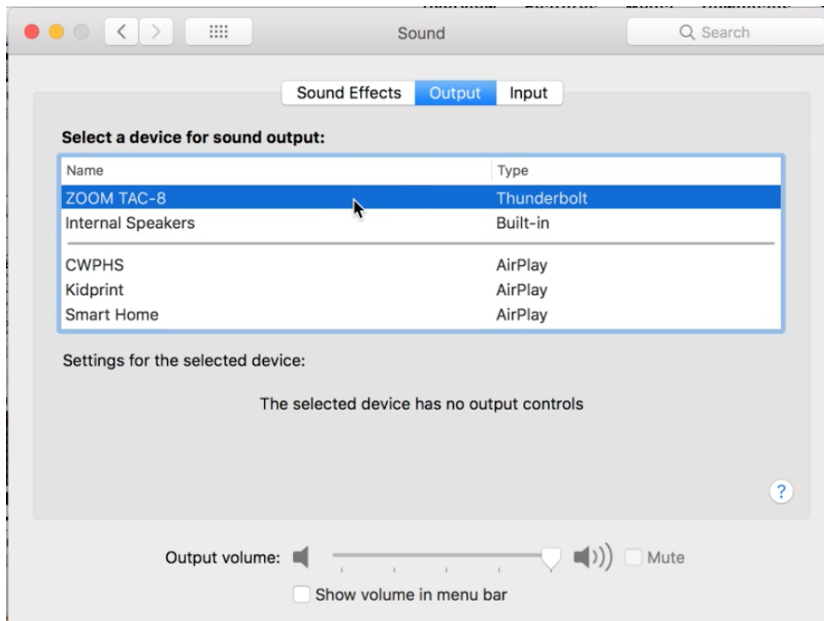 Sound
Search
Sound Effects Output Input
Select a device for sound output:
Name Type
ZOOM TAC-8 Thunderbolt
Internal Speakers Built-in
CWPHS AirPlay
Kidprint AirPlay
Smart Home AirPlay
Settings for the selected device:
The selected device has no output controls
?
Output volume: Mute
Show volume in menu bar